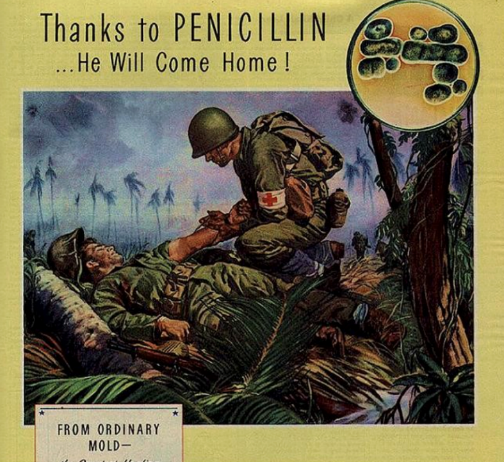 Thanks to PENICILLIN
...He Will Come Home!
FROM ORDINARY
MOLD—